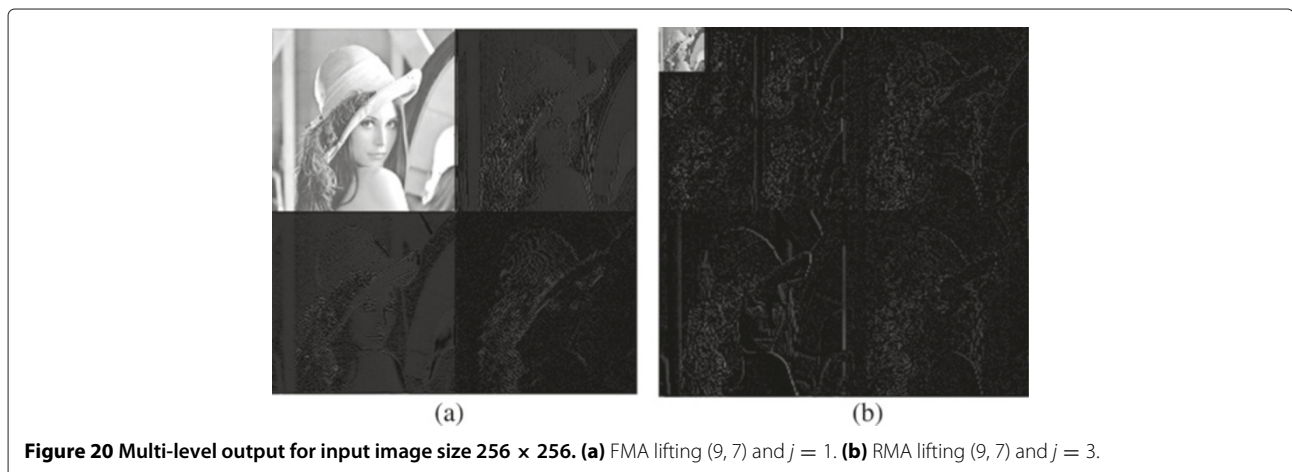 (a) (b)
Figure 20 Multi-level output for input image size 256 × 256. (a) FMA lifting (9, 7) and j = 1. (b) RMA lifting (9, 7) and j = 3.